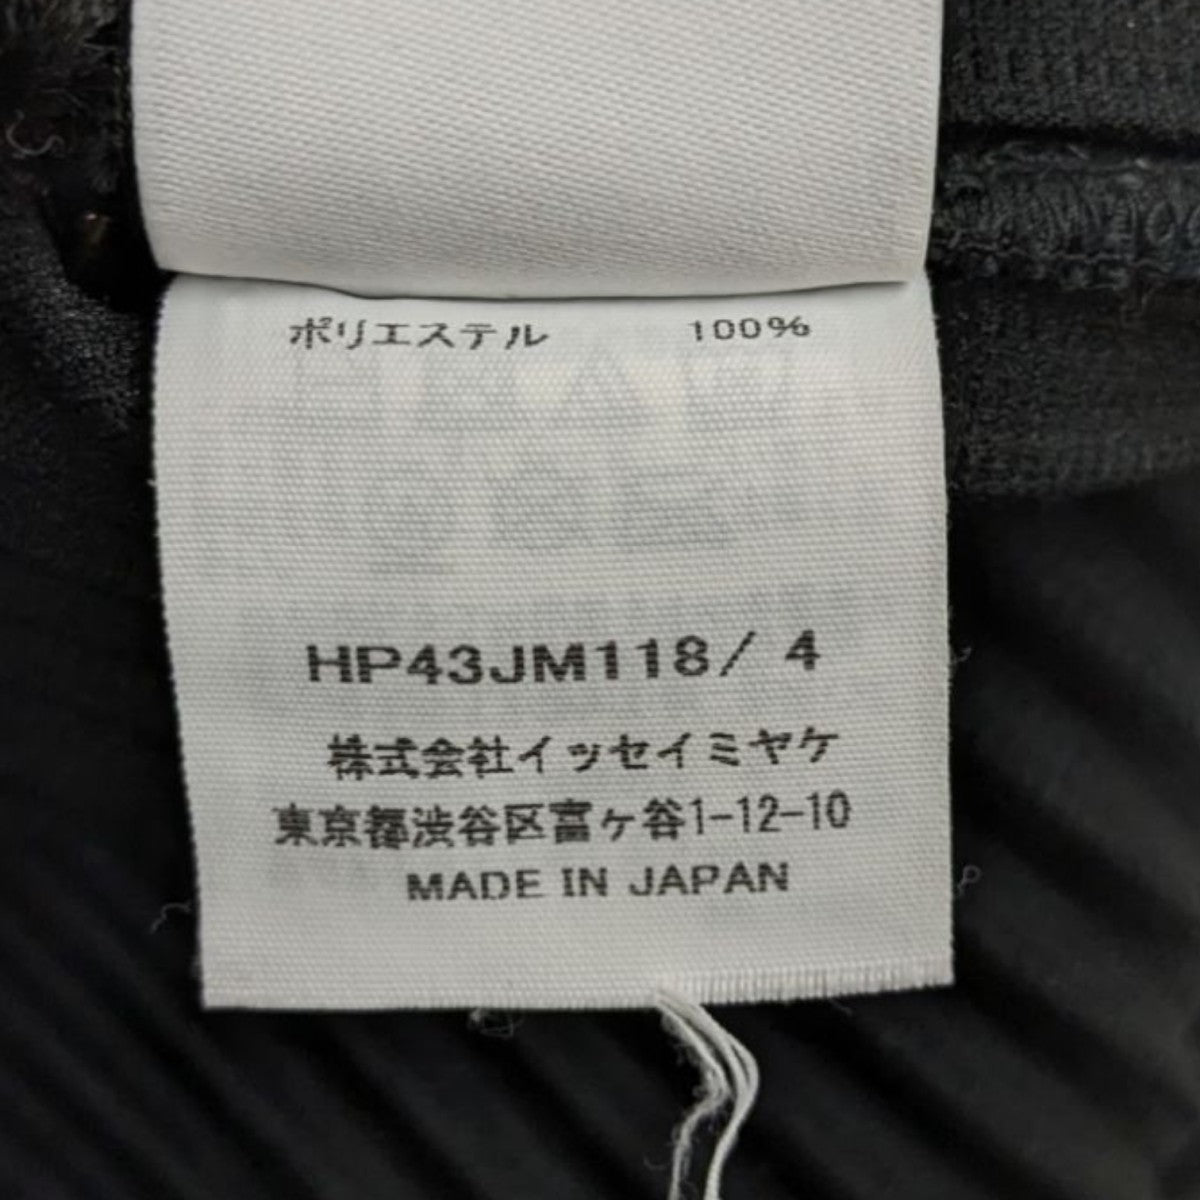 ポリエステル 100%
HP43JM118/ 4
株式会社イッセイミヤケ
東京都渋谷区富ヶ谷1-12-10
MADE IN JAPAN